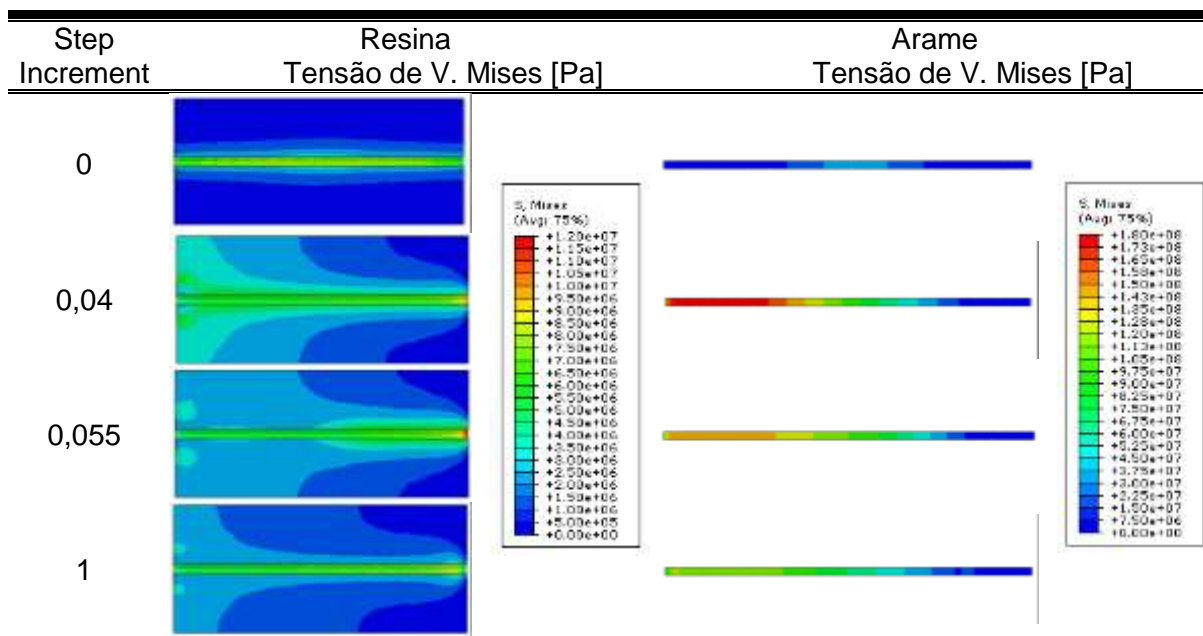 Step
Increment
Resina
Tensão de V. Mises [Pa]
Arame
Tensão de V. Mises [Pa]
0
0,04
0,055
1
S, Mises
(Avg: 75%)
+1.20e+07
+1.15e+07
+1.10e+07
+1.05e+07
+1.00e+07
+9.50e+06
+9.00e+06
+8.50e+06
+8.00e+06
+7.50e+06
+7.00e+06
+6.50e+06
+6.00e+06
+5.50e+06
+5.00e+06
+4.50e+06
+4.00e+06
+3.50e+06
+3.00e+06
+2.50e+06
+2.00e+06
+1.50e+06
+1.00e+06
+5.00e+05
+0.00e+00
S, Mises
(Avg: 75%)
+1.80e+08
+1.73e+08
+1.65e+08
+1.58e+08
+1.50e+08
+1.43e+08
+1.35e+08
+1.28e+08
+1.20e+08
+1.13e+08
+1.05e+08
+9.75e+07
+9.00e+07
+8.25e+07
+7.50e+07
+6.75e+07
+6.00e+07
+5.25e+07
+4.50e+07
+3.75e+07
+3.00e+07
+2.25e+07
+1.50e+07
+7.50e+06
+0.00e+00